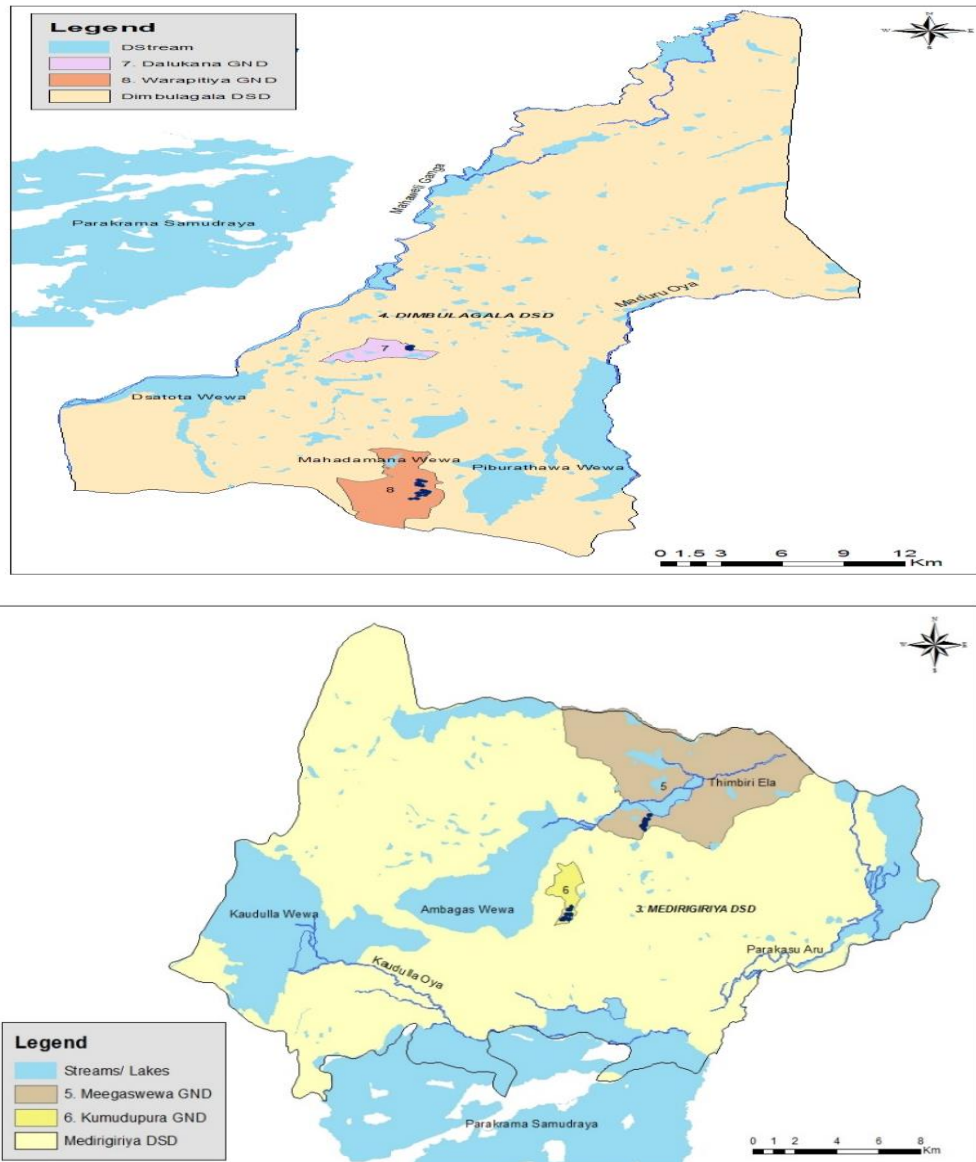 Legend
DStream
7. Dalukana GND
8. Warapitiya GND
Dimbulagala DSD
N
W E
S
Mahaweli Ganga
Parakrama Samudraya
Maduru Oya
4. DIMBULAGALA DSD
7
Dsatota Wewa
Mahadamana Wewa
Piburathawa Wewa
8
0 1.5 3 6 9 12
Km
N
W E
S
5
Thimbiri Ela
6
Ambagas Wewa
Kaudulla Wewa
3. MEDIRIGIRIYA DSD
Parakasu Aru
Kaudulla Oya
Legend
Streams/ Lakes
5. Meegaswewa GND
6. Kumudupura GND
Medirigiriya DSD
Parakrama Samudraya
0 1 2 4 6 8
Km